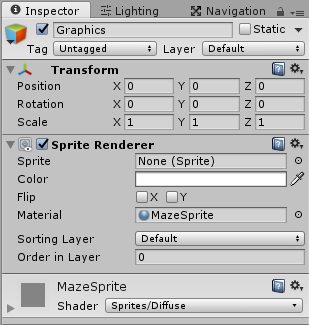 Inspector Lighting Navigation
Graphics Static
Tag Untagged Layer Default
Transform
Position X 0 Y 0 Z 0
Rotation X 0 Y 0 Z 0
Scale X 1 Y 1 Z 1
Sprite Renderer
Sprite None (Sprite)
Color
Flip X Y
Material MazeSprite
Sorting Layer Default
Order in Layer 0
MazeSprite
Shader Sprites/Diffuse